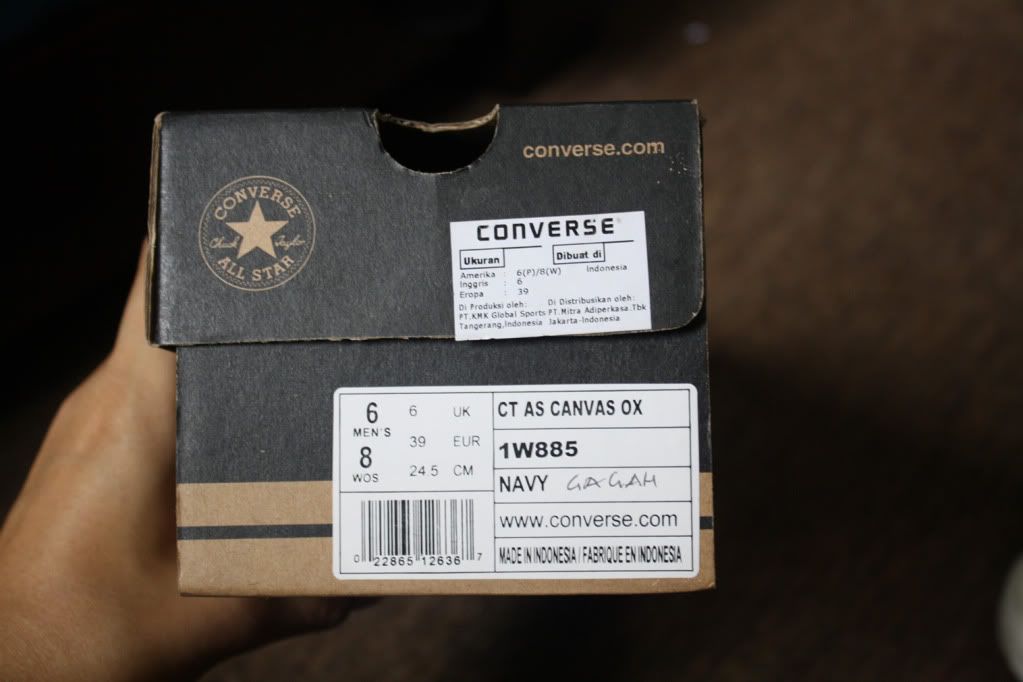 converse.com
CONVERSE
Chuck Taylor
ALL STAR
CONVERSE®
Ukuran Dibuat di
Amerika : 6(P)/8(W) Indonesia
Inggris : 6
Eropa : 39
Di Produksi oleh: Di Distribusikan oleh:
PT.KMK Global Sports PT.Mitra Adiperkasa.Tbk
Tangerang,Indonesia Jakarta-Indonesia
6 6 UK
MEN'S
39 EUR
8
WOS
24.5 CM
CT AS CANVAS OX
1W885
NAVY GAGAH
www.converse.com
0 22865 12636 7
MADE IN INDONESIA / FABRIQUE EN INDONESIA